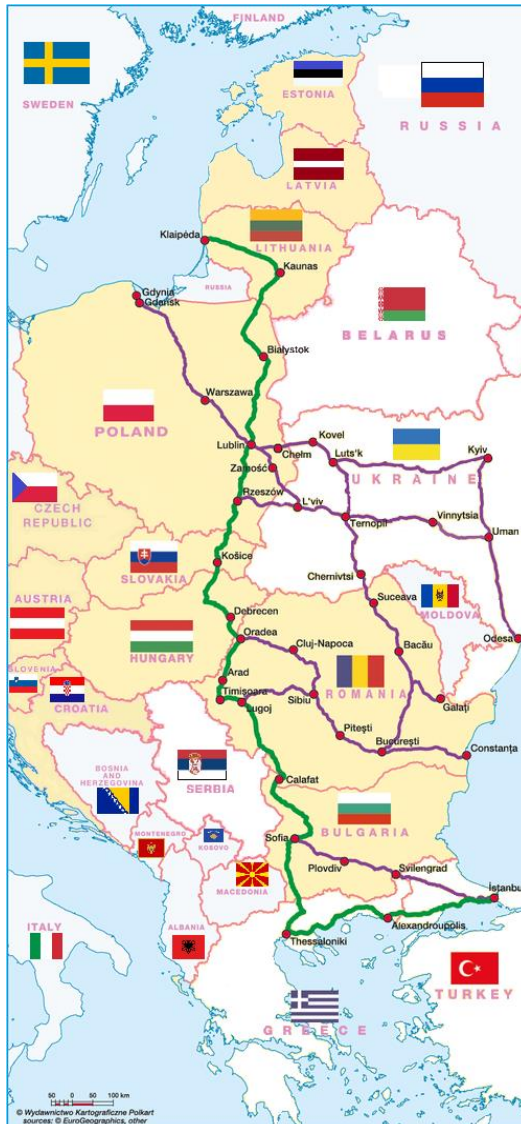 FINLAND
SWEDEN
ESTONIA
RUSSIA
LATVIA
Klaipėda
LITHUANIA
Kaunas
RUSSIA
Gdynia
Gdańsk
BELARUS
Białystok
Warszawa
POLAND
Kovel
Lublin
Chełm
Luts'k
Kyiv
Zamość
UKRAINE
Rzeszów
CZECH
REPUBLIC
L'viv
Ternopil
Vinnytsia
Uman
Košice
SLOVAKIA
Chernivtsi
Suceava
MOLDOVA
AUSTRIA
Debrecen
Oradea
Cluj-Napoca
Bacău
Odesa
HUNGARY
SLOVENIA
Arad
ROMANIA
CROATIA
Timişoara
Lugoj
Sibiu
Galaţi
Piteşti
Bucureşti
Constanţa
BOSNIA
AND
HERZEGOVINA
SERBIA
Calafat
BULGARIA
MONTENEGRO
KOSOVO
Sofia
Plovdiv
Svilengrad
MACEDONIA
İstanbu
ITALY
ALBANIA
Alexandroupolis
Thessaloniki
TURKEY
GREECE
50 0 50 100 km
© Wydawnictwo Kartograficzne Polkart
sources: © EuroGeographics, other